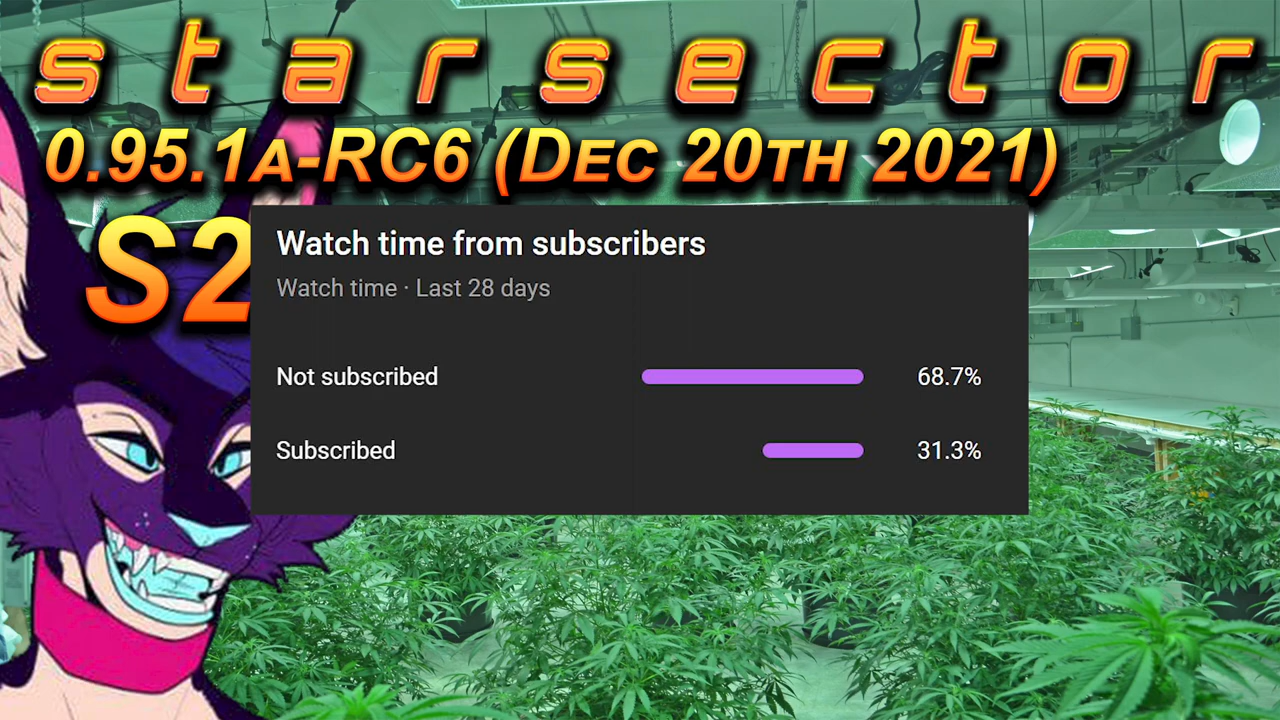 starsector
0.95.1A-RC6 (DEC 20TH 2021)
S2
Watch time from subscribers
Watch time · Last 28 days
Not subscribed 68.7%
Subscribed 31.3%